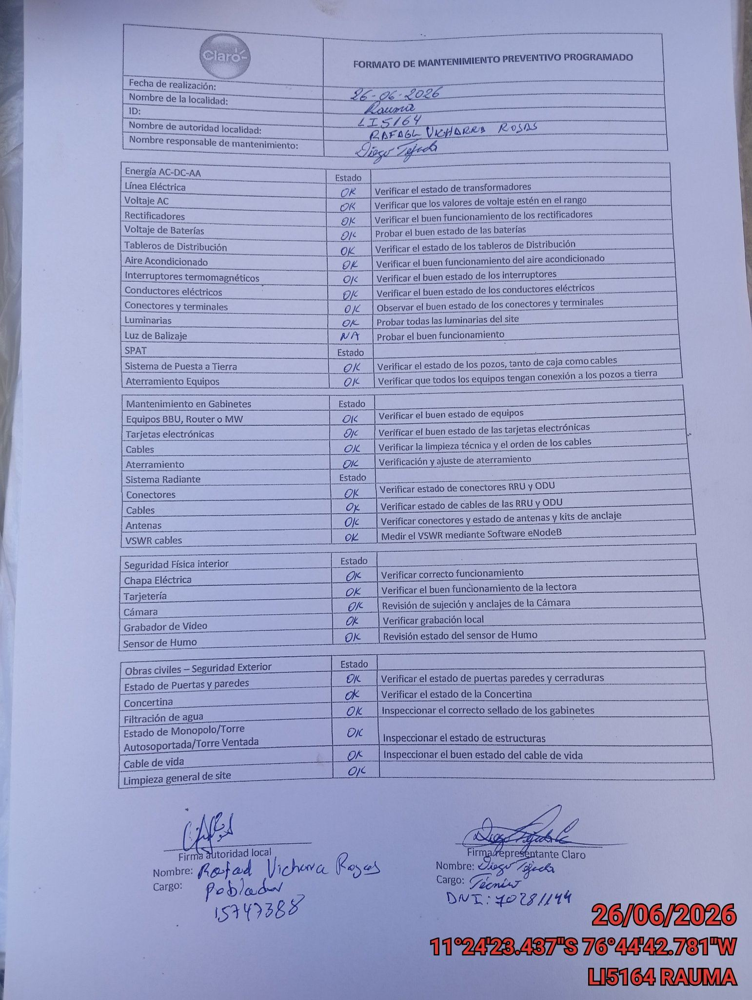 Claro-
FORMATO DE MANTENIMIENTO PREVENTIVO PROGRAMADO
Fecha de realización: 26-06-2026
Nombre de la localidad: Rauma
ID: LI5164
Nombre de autoridad localidad: RAFAEL VICHARRA ROSAS
Nombre responsable de mantenimiento: Diego Tejada
Energía AC-DC-AA Estado
Línea Eléctrica OK Verificar el estado de transformadores
Voltaje AC OK Verificar que los valores de voltaje estén en el rango
Rectificadores OK Verificar el buen funcionamiento de los rectificadores
Voltaje de Baterías OK Probar el buen estado de las baterías
Tableros de Distribución OK Verificar el estado de los tableros de Distribución
Aire Acondicionado OK Verificar el buen funcionamiento del aire acondicionado
Interruptores termomagnéticos OK Verificar el buen estado de los interruptores
Conductores eléctricos OK Verificar el buen estado de los conductores eléctricos
Conectores y terminales OK Observar el buen estado de los conectores y terminales
Luminarias OK Probar todas las luminarias del site
Luz de Balizaje NA Probar el buen funcionamiento
SPAT Estado
Sistema de Puesta a Tierra OK Verificar el estado de los pozos, tanto de caja como cables
Aterramiento Equipos OK Verificar que todos los equipos tengan conexión a los pozos a tierra
Mantenimiento en Gabinetes Estado
Equipos BBU, Router o MW OK Verificar el buen estado de equipos
Tarjetas electrónicas OK Verificar el buen estado de las tarjetas electrónicas
Cables OK Verificar la limpieza técnica y el orden de los cables
Aterramiento OK Verificación y ajuste de aterramiento
Sistema Radiante Estado
Conectores OK Verificar estado de conectores RRU y ODU
Cables OK Verificar estado de cables de las RRU y ODU
Antenas OK Verificar conectores y estado de antenas y kits de anclaje
VSWR cables OK Medir el VSWR mediante Software eNodeB
Seguridad Física interior Estado
Chapa Eléctrica OK Verificar correcto funcionamiento
Tarjetería OK Verificar el buen funcionamiento de la lectora
Cámara OK Revisión de sujeción y anclajes de la Cámara
Grabador de Video OK Verificar grabación local
Sensor de Humo OK Revisión estado del sensor de Humo
Obras civiles – Seguridad Exterior Estado
Estado de Puertas y paredes OK Verificar el estado de puertas paredes y cerraduras
Concertina OK Verificar el estado de la Concertina
Filtración de agua OK Inspeccionar el correcto sellado de los gabinetes
Estado de Monopolo/Torre
Autosoportada/Torre Ventada OK Inspeccionar el estado de estructuras
Cable de vida OK Inspeccionar el buen estado del cable de vida
Limpieza general de site OK
Diego Tejada C
Firma autoridad local Firma representante Claro
Nombre: Rafael Vicharra Rosas Nombre: Diego Tejada
Cargo: Poblador Cargo: Técnico
15747388 DNI: 70281144
26/06/2026
11°24'23.437"S 76°44'42.781"W
LI5164 RAUMA